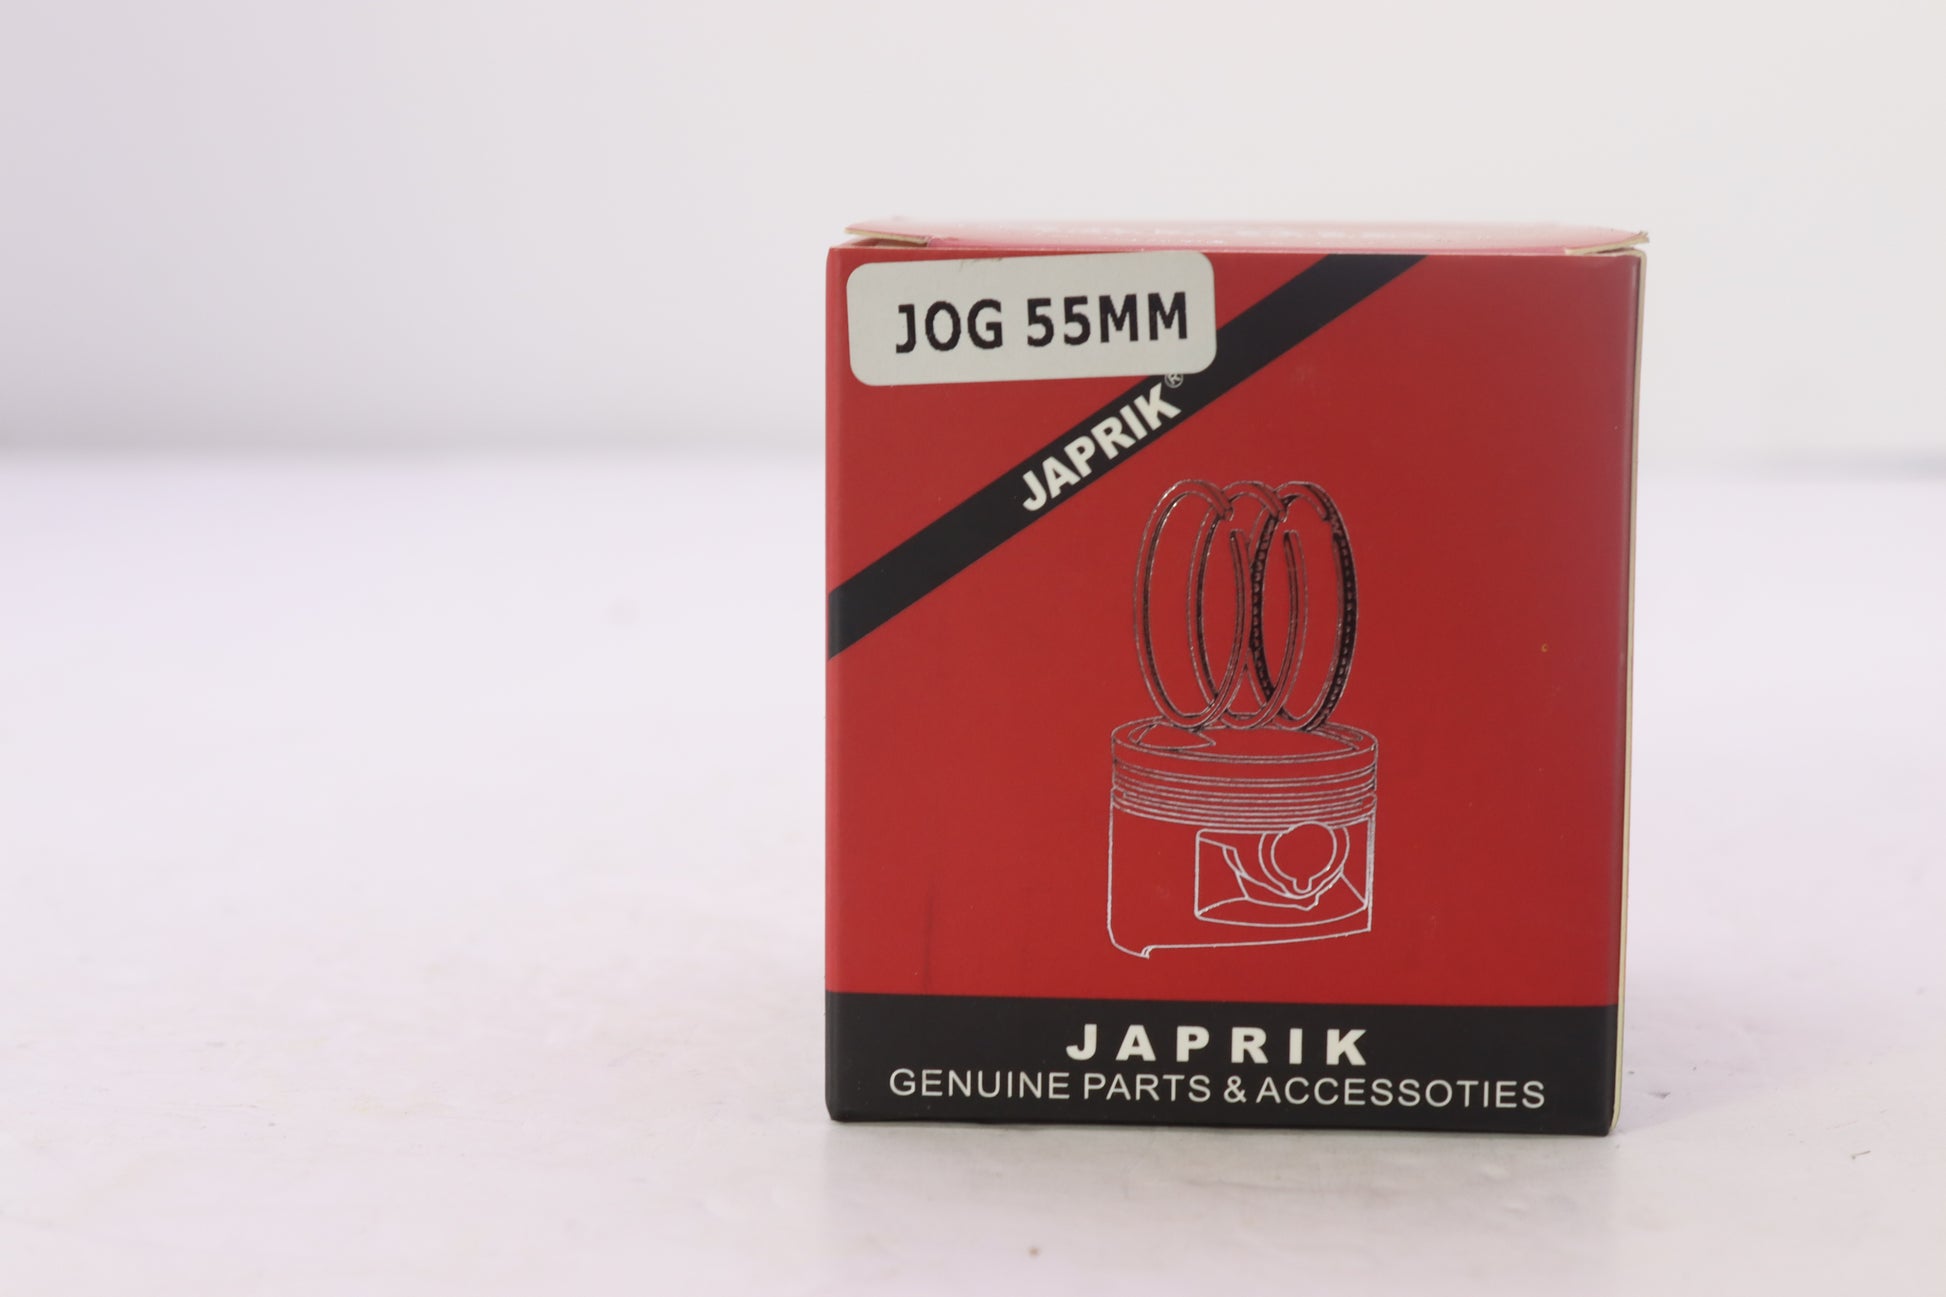 JOG 55MM
JAPRIK®
JAPRIK
GENUINE PARTS & ACCESSOTIES